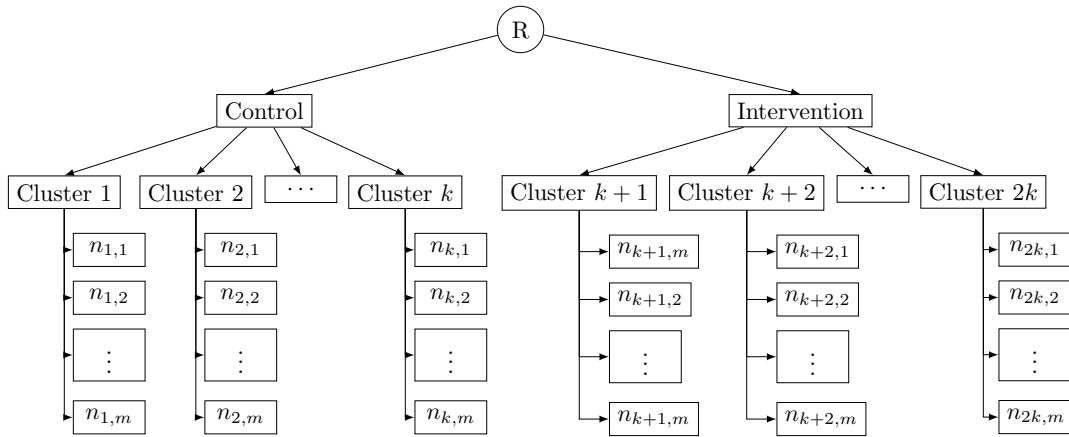 R
Control Intervention
Cluster 1 Cluster 2 ⋯ Cluster k Cluster k + 1 Cluster k + 2 ⋯ Cluster 2k
n_{1,1} n_{2,1} n_{k,1} n_{k+1,m} n_{k+2,1} n_{2k,1}
n_{1,2} n_{2,2} n_{k,2} n_{k+1,2} n_{k+2,2} n_{2k,2}
⋮ ⋮ ⋮ ⋮ ⋮ ⋮
n_{1,m} n_{2,m} n_{k,m} n_{k+1,m} n_{k+2,m} n_{2k,m}